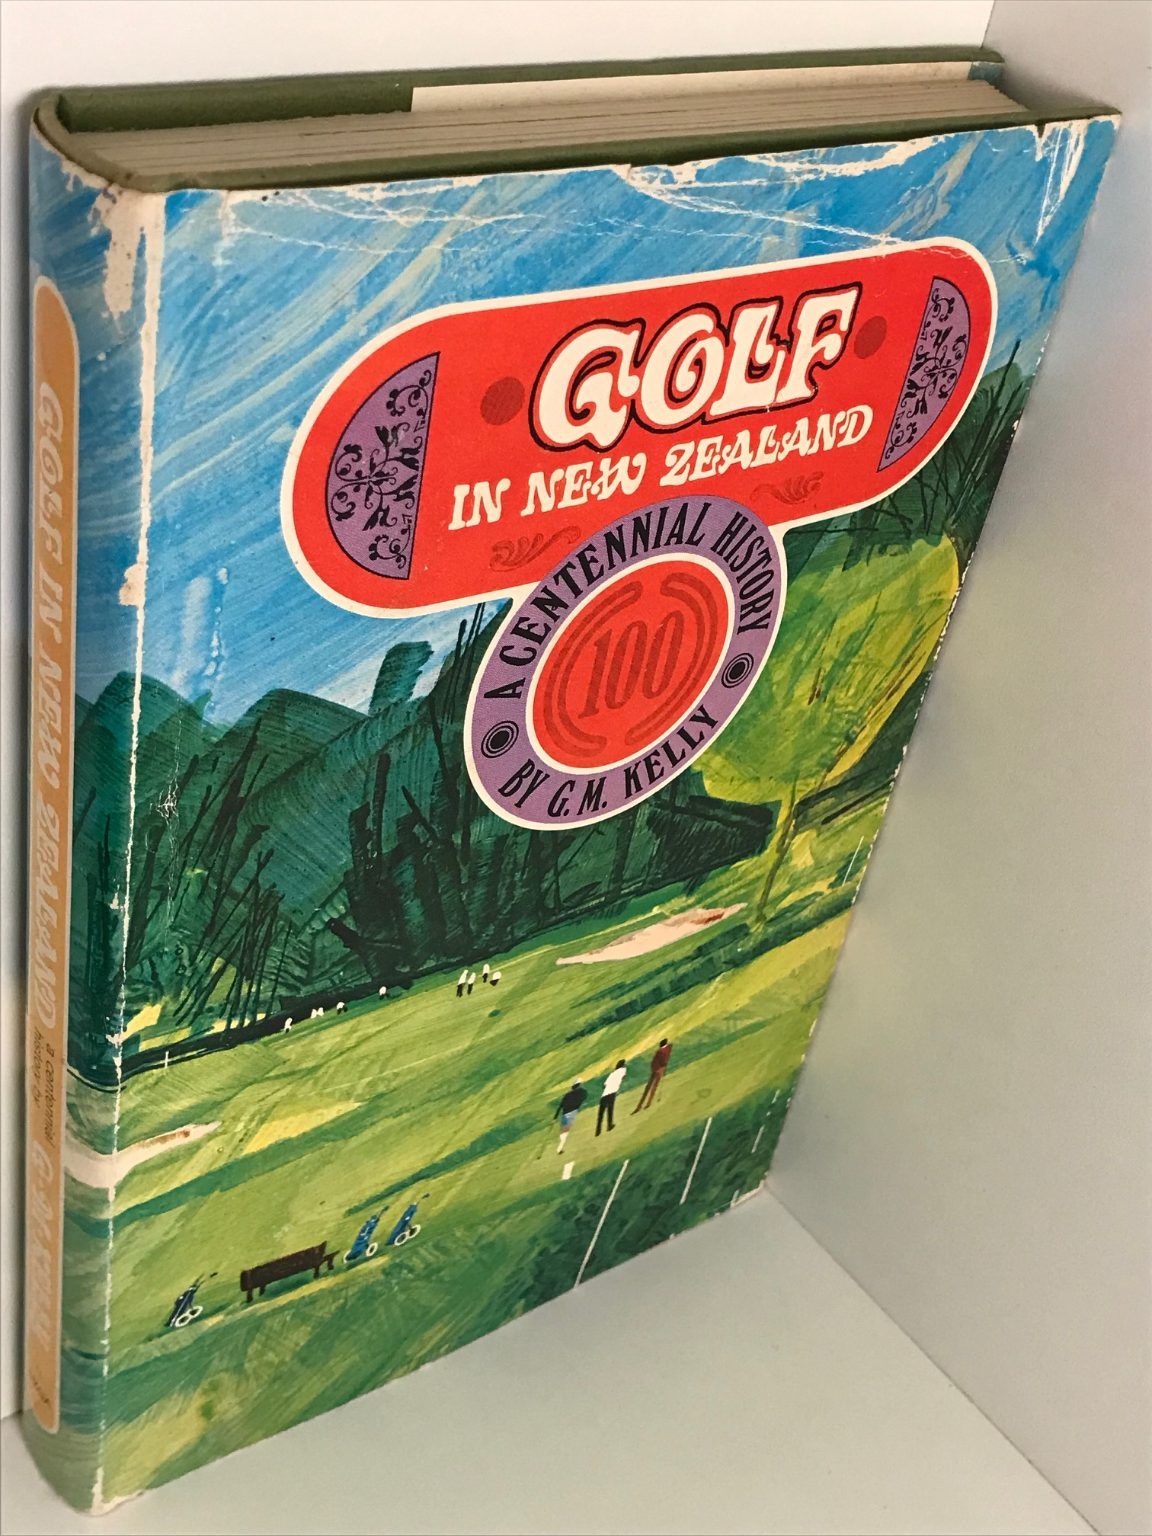 GOLF
IN NEW ZEALAND
A CENTENNIAL HISTORY
100
BY G.M. KELLY
GOLF IN NEW ZEALAND
a centennial
history by
G.M. KELLY